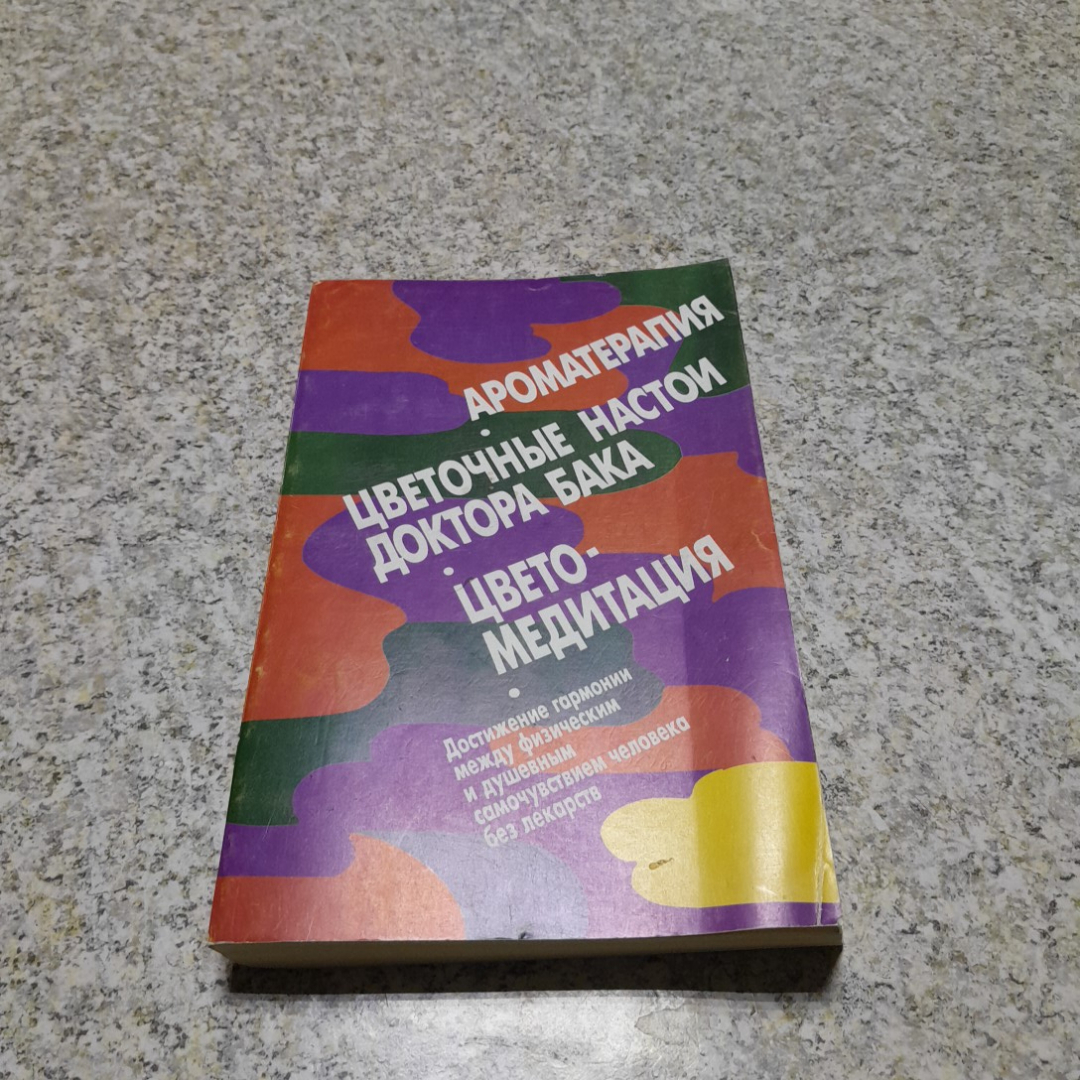 АРОМАТЕРАПИЯ
•
ЦВЕТОЧНЫЕ НАСТОИ
ДОКТОРА БАКА
•
ЦВЕТО-
МЕДИТАЦИЯ
•
Достижение гармонии
между физическим
и душевным
самочувствием человека
без лекарств